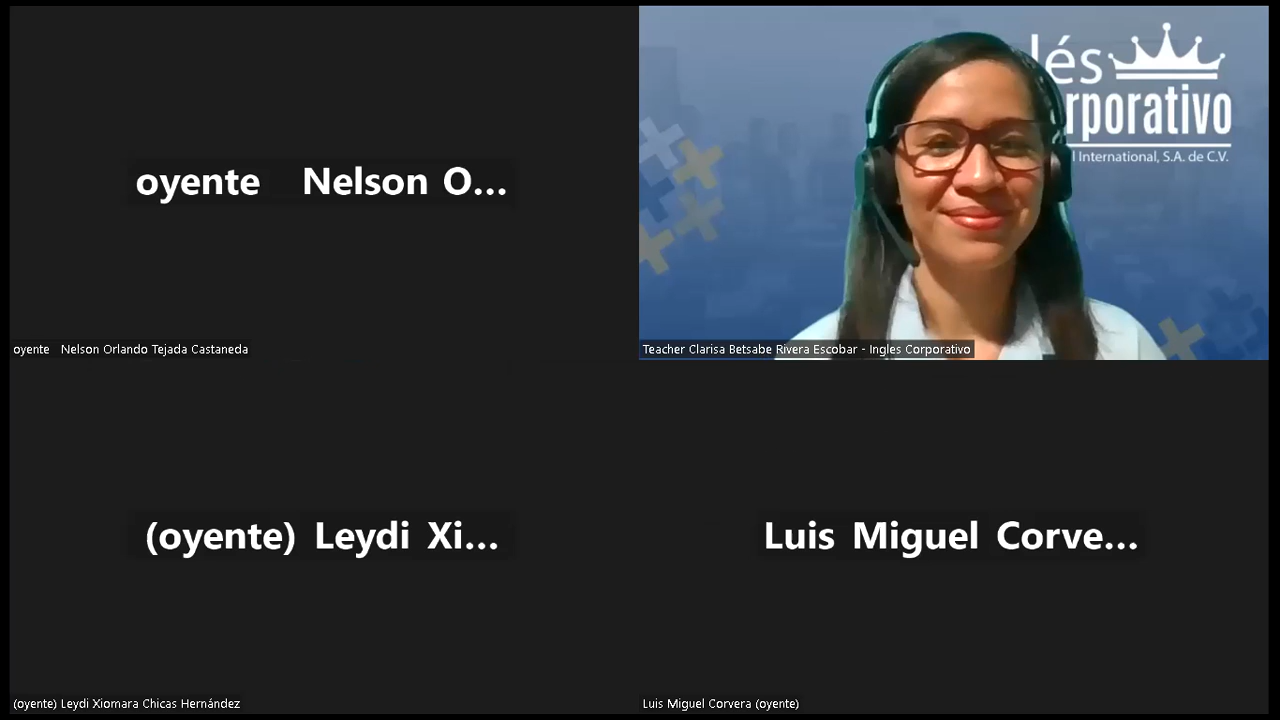 oyente Nelson O...
oyente Nelson Orlando Tejada Castaneda
lés
rporativo
l International, S.A. de C.V.
Teacher Clarisa Betsabe Rivera Escobar - Ingles Corporativo
(oyente) Leydi Xi...
(oyente) Leydi Xiomara Chicas Hernández
Luis Miguel Corve...
Luis Miguel Corvera (oyente)